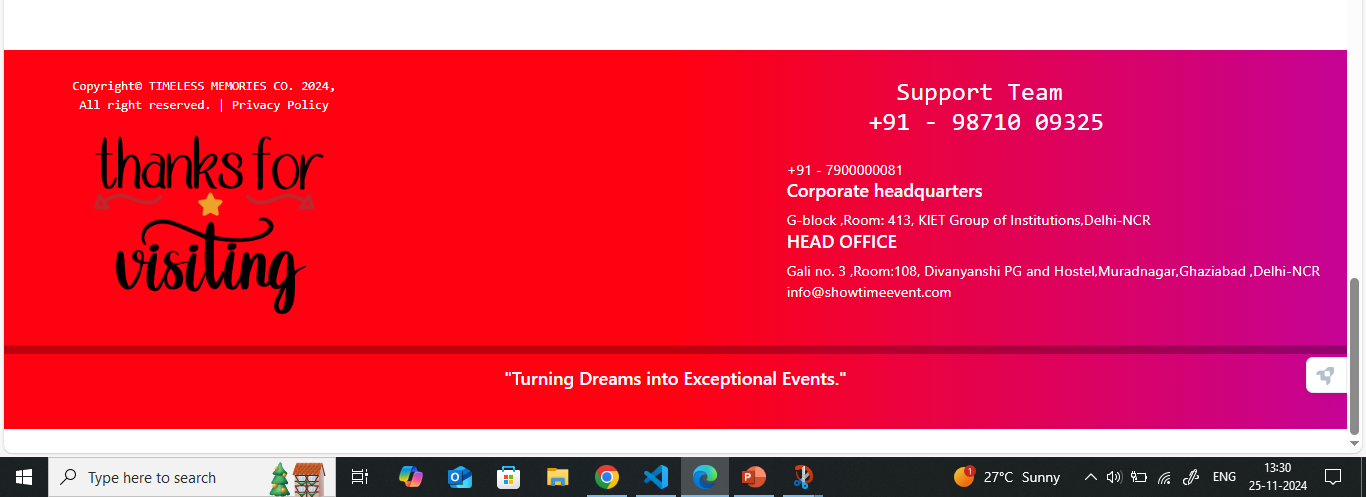 Copyright© TIMELESS MEMORIES CO. 2024,
All right reserved. | Privacy Policy
thanks for
visiting
Support Team
+91 - 98710 09325
+91 - 7900000081
Corporate headquarters
G-block ,Room: 413, KIET Group of Institutions,Delhi-NCR
HEAD OFFICE
Gali no. 3 ,Room:108, Divanyanshi PG and Hostel,Muradnagar,Ghaziabad ,Delhi-NCR
info@showtimeevent.com
"Turning Dreams into Exceptional Events."
Type here to search
1
27°C Sunny
ENG
13:30
25-11-2024